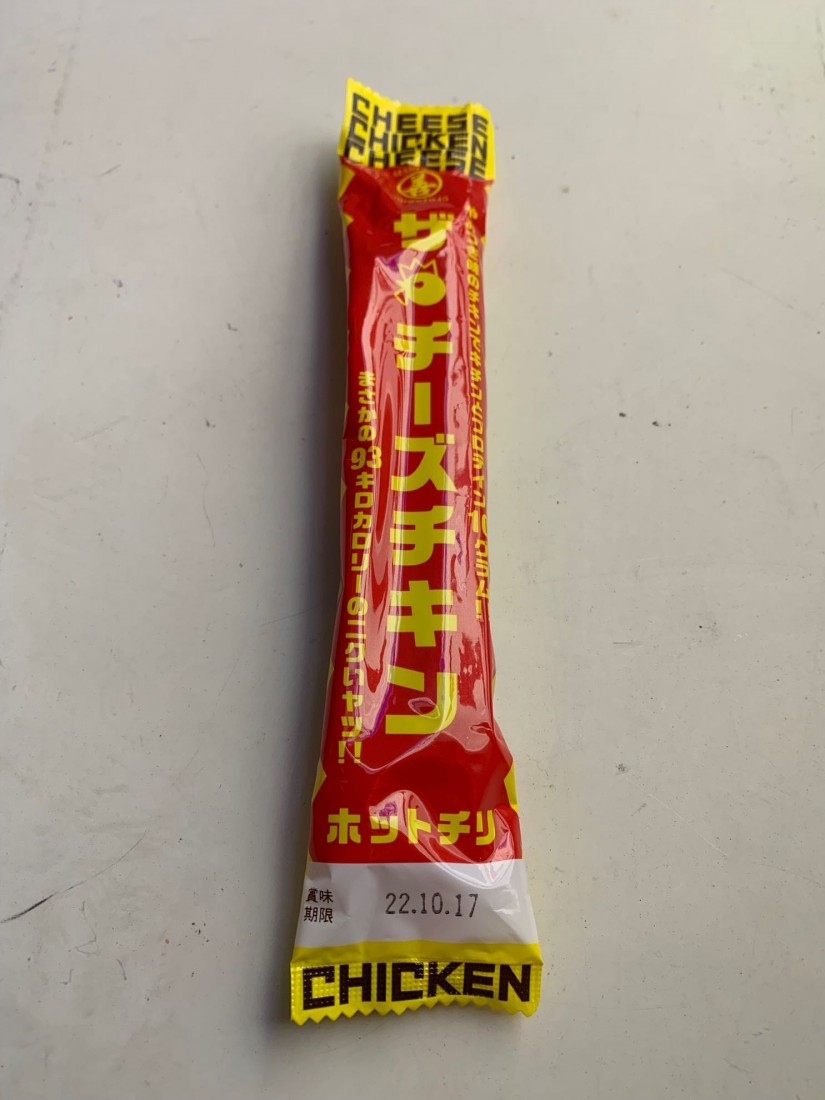 CHEESE
CHICKEN
CHEESE
ザ・チーズチキン
まさかの93キロカロリーのニクいヤツ!!
ホットチリ
賞味
期限
22.10.17
CHICKEN